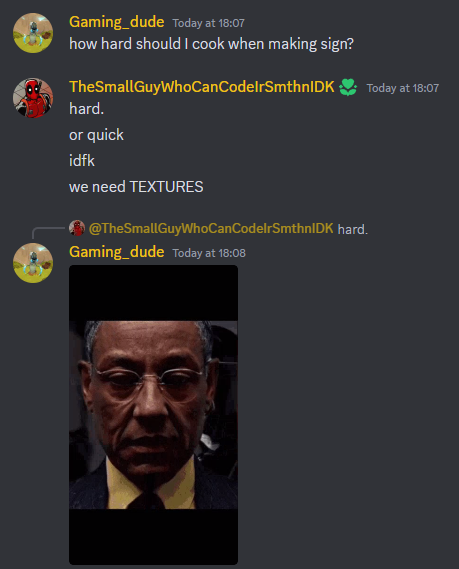 Gaming_dude Today at 18:07
how hard should I cook when making sign?
TheSmallGuyWhoCanCodeIrSmthnIDK Today at 18:07
hard.
or quick
idfk
we need TEXTURES
@TheSmallGuyWhoCanCodeIrSmthnIDK hard.
Gaming_dude Today at 18:08